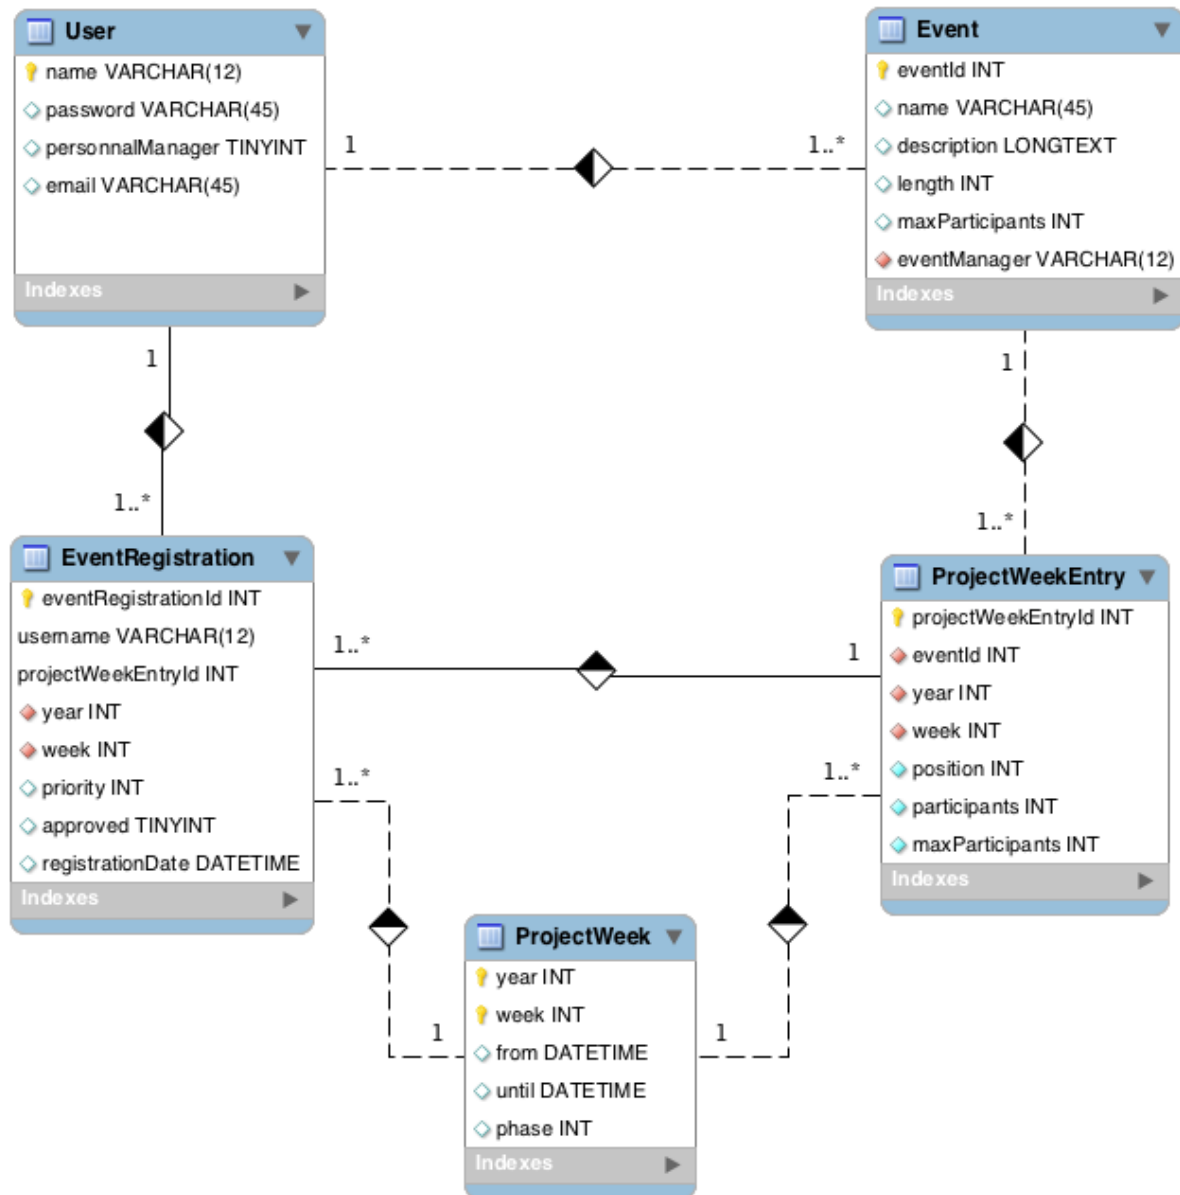 User
name VARCHAR(12)
password VARCHAR(45)
personnalManager TINYINT
email VARCHAR(45)
Indexes
1
1..*
Event
eventId INT
name VARCHAR(45)
description LONGTEXT
length INT
maxParticipants INT
eventManager VARCHAR(12)
Indexes
1
1..*
1
1..*
EventRegistration
eventRegistrationId INT
username VARCHAR(12)
projectWeekEntryId INT
year INT
week INT
priority INT
approved TINYINT
registrationDate DATETIME
Indexes
1..*
1
1..*
1
ProjectWeekEntry
projectWeekEntryId INT
eventId INT
year INT
week INT
position INT
participants INT
maxParticipants INT
Indexes
1..*
1
ProjectWeek
year INT
week INT
from DATETIME
until DATETIME
phase INT
Indexes